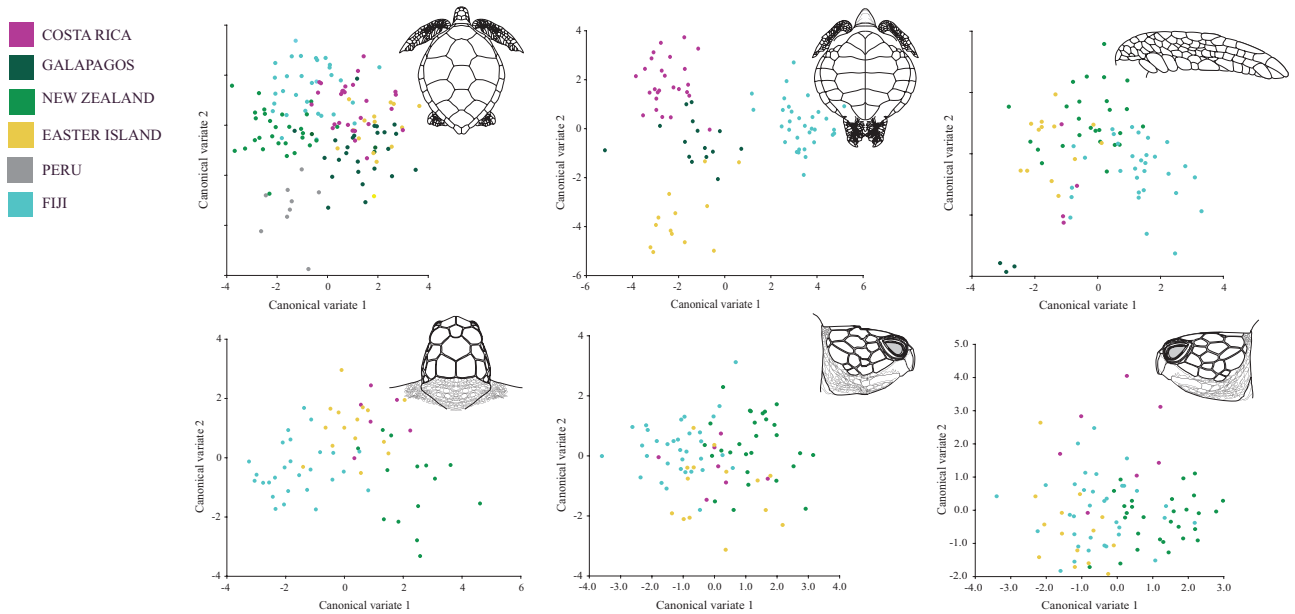 COSTA RICA
GALAPAGOS
NEW ZEALAND
EASTER ISLAND
PERU
FIJI
Canonical variate 2
-4 -2 0 2 4
Canonical variate 1
4
2
0
-2
-4
-6
Canonical variate 2
-6 -4 -2 0 2 4 6
Canonical variate 1
Canonical variate 2
-4 -2 0 2 4
Canonical variate 1
4
2
0
-2
-4
Canonical variate 2
-4 -2 0 2 4 6
Canonical variate 1
4
2
0
-2
-4
Canonical variate 2
-4.0 -3.0 -2.0 -1.0 0.0 1.0 2.0 3.0 4.0
Canonical variate 1
5.0
4.0
3.0
2.0
1.0
0.0
-1.0
-2.0
Canonical variate 2
-4.0 -3.0 -2.0 -1.0 0.0 1.0 2.0 3.0
Canonical variate 1